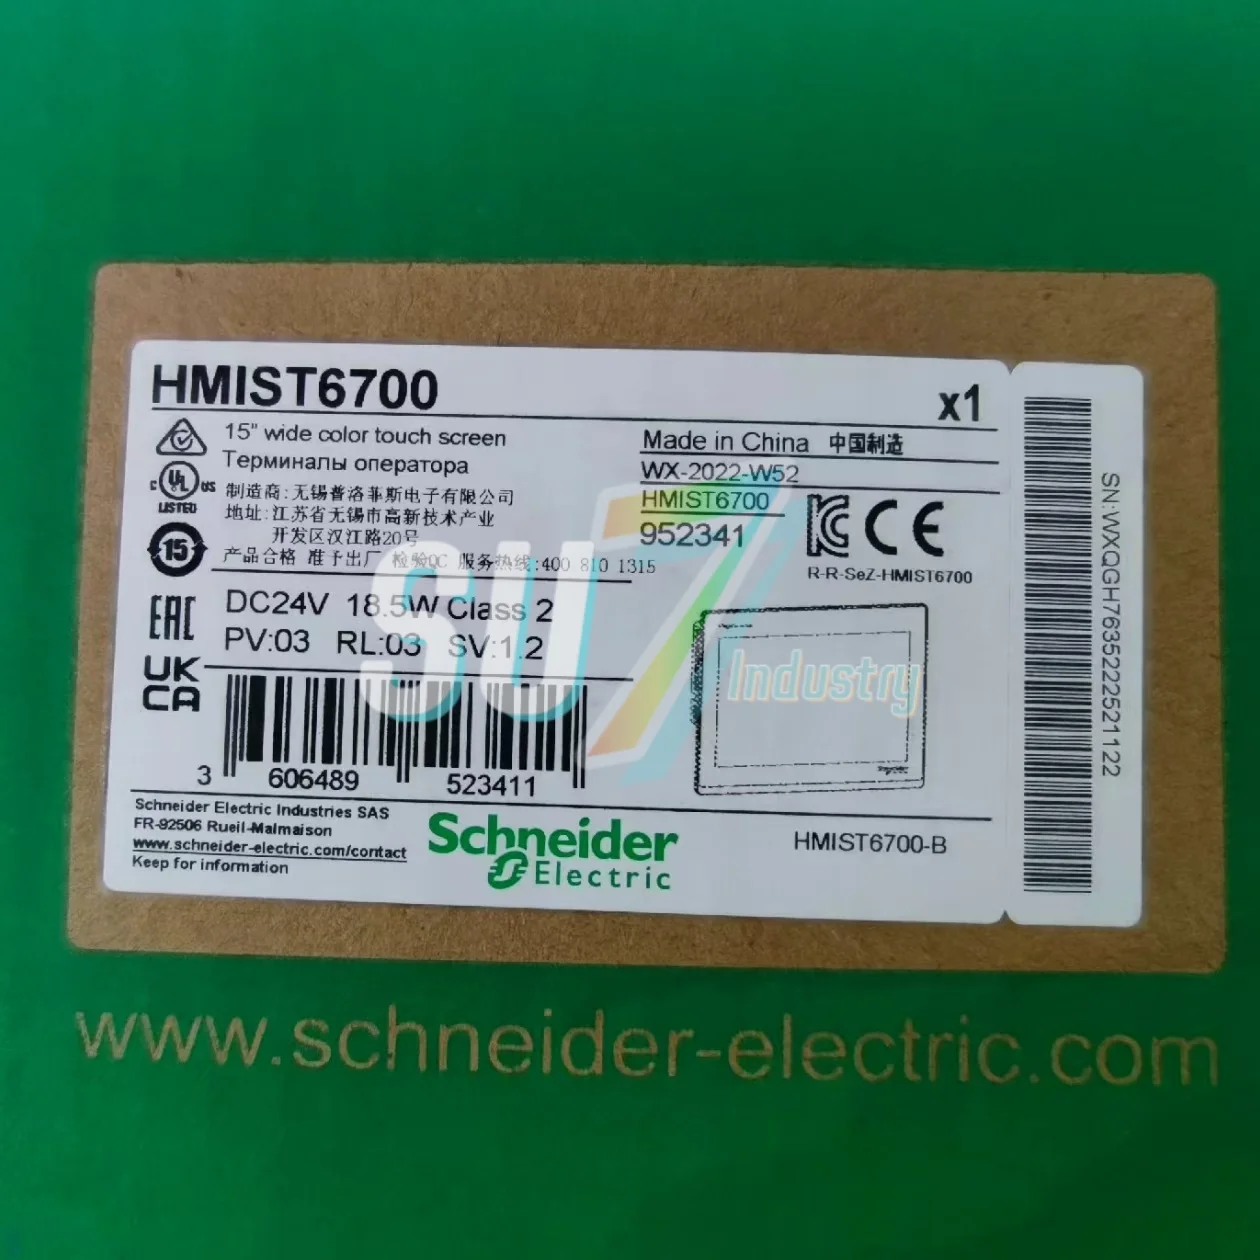 HMIST6700
x1
15" wide color touch screen
Терминалы оператора
制造商:无锡普洛菲斯电子有限公司
地址:江苏省无锡市高新技术产业
开发区汉江路20号
产品合格 准予出厂 检验QC 服务热线:400 810 1315
Made in China 中国制造
WX-2022-W52
HMIST6700
952341
R-R-SeZ-HMIST6700
C UL US
LISTED
15
EAC
UK
CA
CE
DC24V 18.5W Class 2
PV:03 RL:03 SV:1.2
3 606489 523411
Schneider Electric Industries SAS
FR-92506 Rueil-Malmaison
www.schneider-electric.com/contact
Keep for information
Schneider
Electric
HMIST6700-B
SN:WXQGH7635222521122
SU7
Industry
www.schneider-electric.com